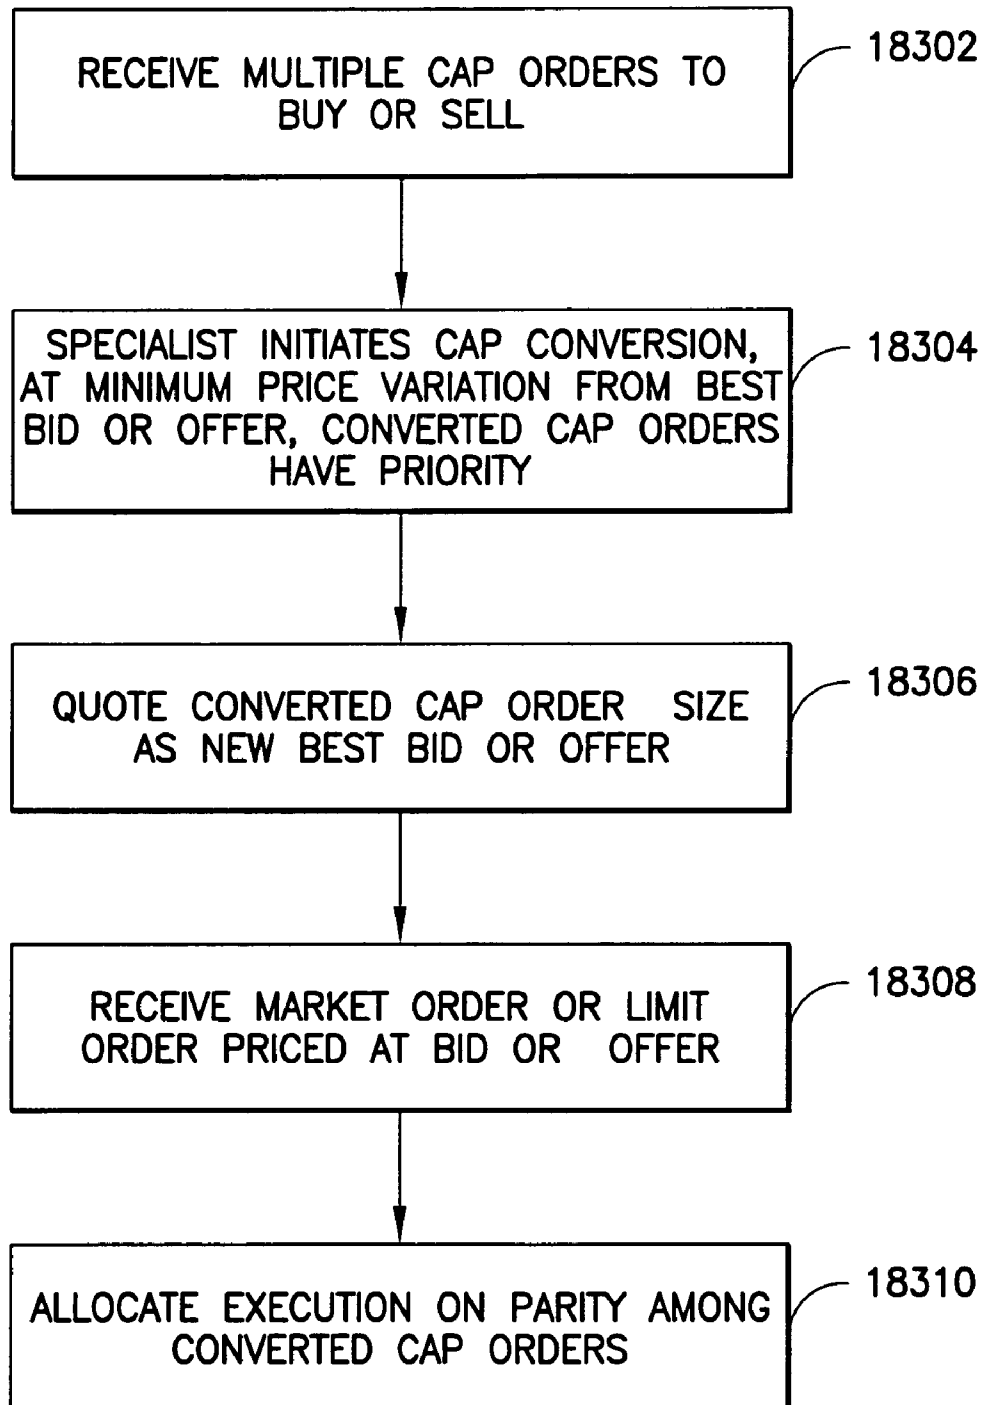 RECEIVE MULTIPLE CAP ORDERS TO
BUY OR SELL
18302
SPECIALIST INITIATES CAP CONVERSION,
AT MINIMUM PRICE VARIATION FROM BEST
BID OR OFFER, CONVERTED CAP ORDERS
HAVE PRIORITY
18304
QUOTE CONVERTED CAP ORDER SIZE
AS NEW BEST BID OR OFFER
18306
RECEIVE MARKET ORDER OR LIMIT
ORDER PRICED AT BID OR OFFER
18308
ALLOCATE EXECUTION ON PARITY AMONG
CONVERTED CAP ORDERS
18310